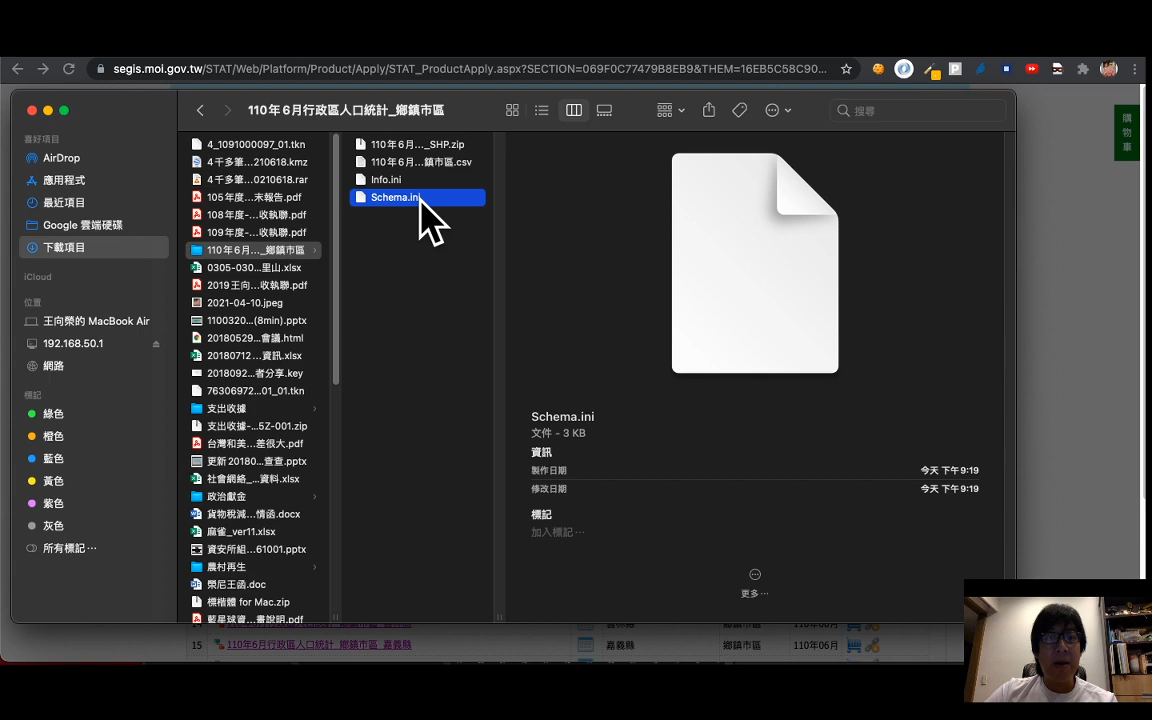 segis.moi.gov.tw/STAT/Web/Platform/Product/Apply/STAT_ProductApply.aspx?SECTION=069F0C77479B8EB9&THEM=16EB5C58C90...
110年6月行政區人口統計_鄉鎮市區
搜尋
購物車
喜好項目
AirDrop
應用程式
最近項目
Google 雲端硬碟
下載項目
iCloud
位置
王向榮的 MacBook Air
192.168.50.1
網路
標記
綠色
橙色
藍色
黃色
紫色
灰色
所有標記…
4_1091000097_01.tkn
4千多筆…210618.kmz
4千多筆…0210618.rar
105年度-…末報告.pdf
108年度-…收執聯.pdf
109年度-…收執聯.pdf
110年6月…_鄉鎮市區
0305-030…里山.xlsx
2019王向…收執聯.pdf
2021-04-10.jpeg
1100320…(8min).pptx
20180529…會議.html
20180712…資訊.xlsx
2018092…者分享.key
76306972…01_01.tkn
支出收據
支出收據-…5Z-001.zip
台灣和美…差很大.pdf
更新20180…查查.pptx
社會網絡_…資料.xlsx
政治獻金
貨物稅減…情函.docx
麻雀_ver11.xlsx
資安所組…61001.pptx
農村再生
榮尼王函.doc
標楷體 for Mac.zip
藍星球資…畫說明.pdf
110年6月…_SHP.zip
110年6月…鎮市區.csv
Info.ini
Schema.ini
Schema.ini
文件 - 3 KB
資訊
製作日期
今天 下午9:19
修改日期
今天 下午9:19
標記
加入標記…
更多…
15
110年6月行政區人口統計_鄉鎮市區_嘉義縣
嘉義縣
鄉鎮市區
110年06月